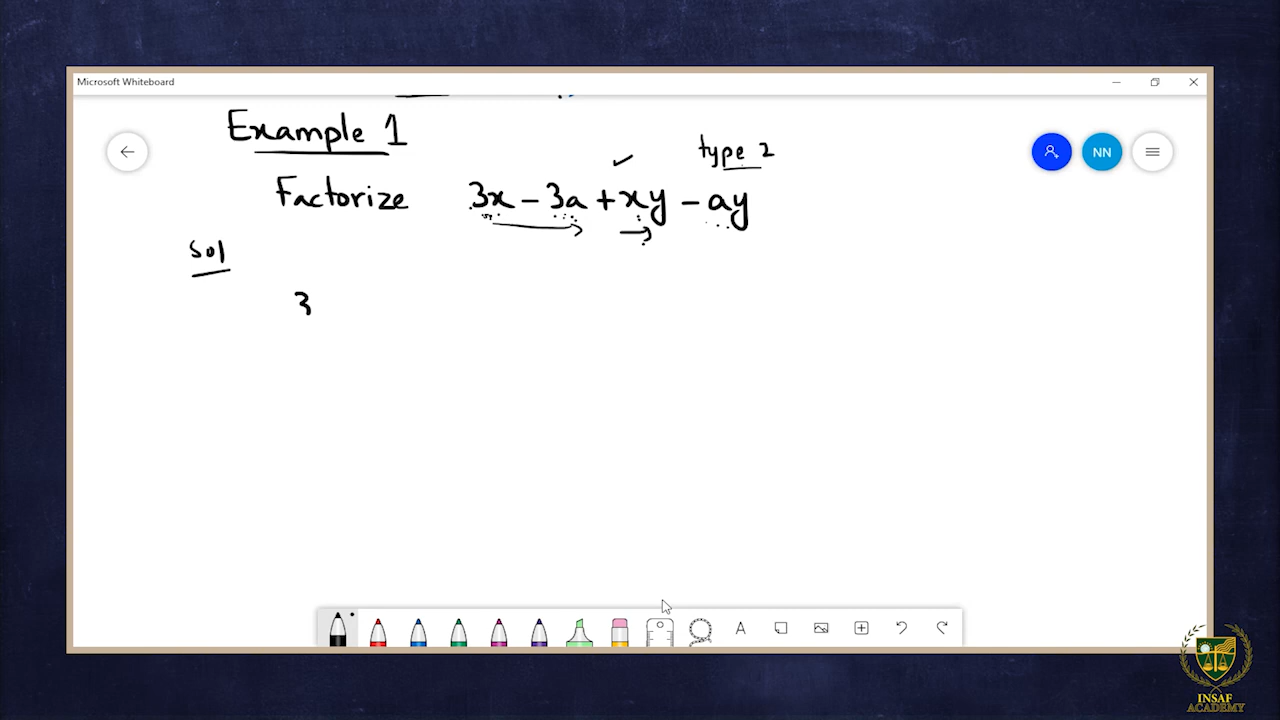 Microsoft Whiteboard
Example 1
type 2
Factorize 3x - 3a + xy - ay
Sol
3
NN
A
INSAF
ACADEMY